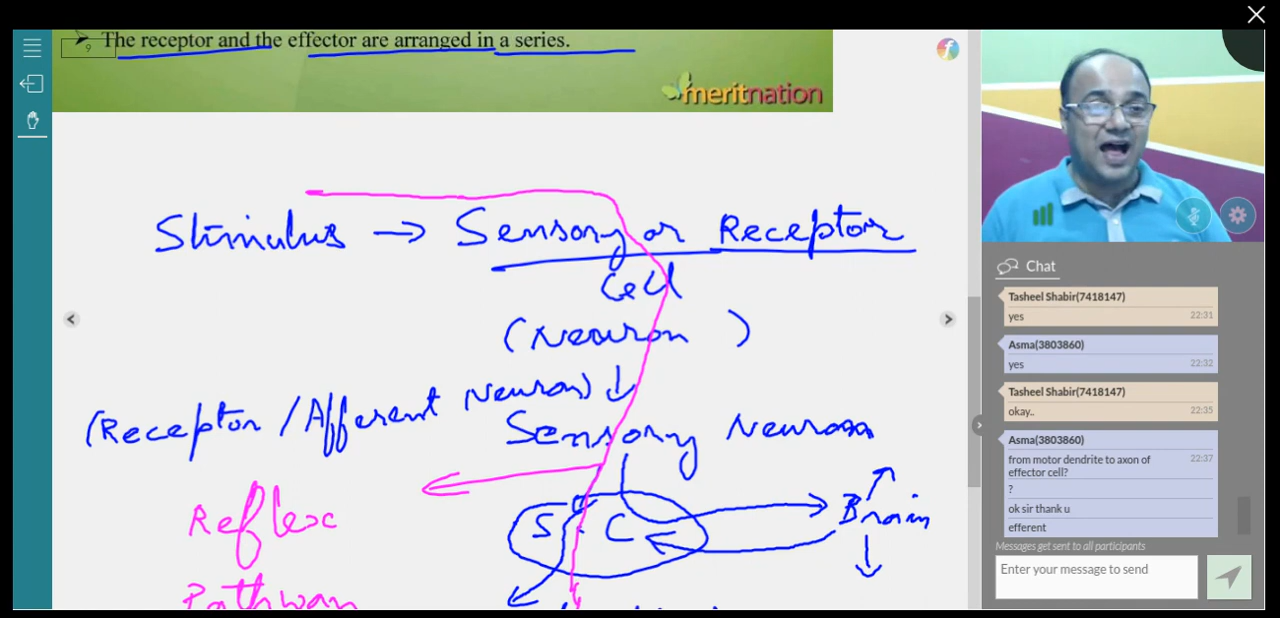 The receptor and the effector are arranged in a series.
9
meritnation
Stimulus → Sensory or Receptor
Cell
(Neuron )
(Receptor / Afferent Neuron) ↓
Sensory Neuron
Reflex
S C
Brain
Pathway
Chat
Tasheel Shabir(7418147)
yes 22:31
Asma(3803860)
yes 22:32
Tasheel Shabir(7418147)
okay.. 22:35
Asma(3803860)
from motor dendrite to axon of 22:37
effector cell?
?
ok sir thank u
efferent
Messages get sent to all participants
Enter your message to send